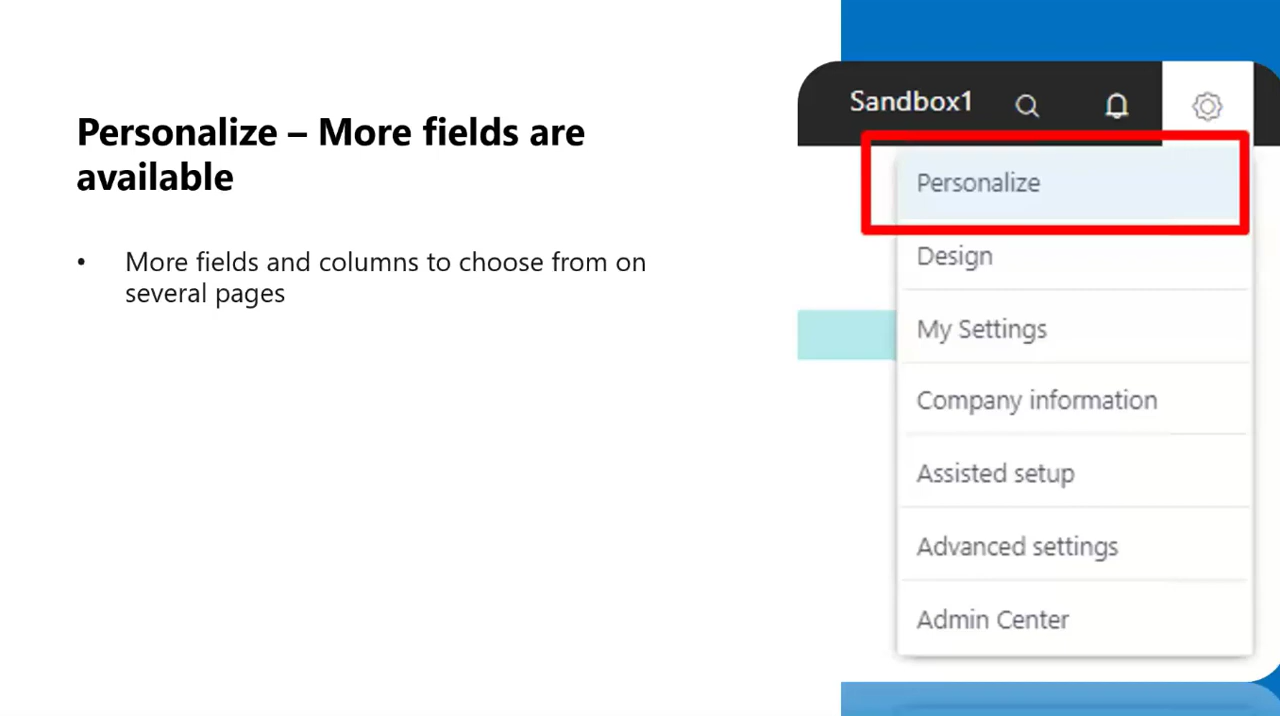 Personalize – More fields are
available
• More fields and columns to choose from on
several pages
Sandbox1
Personalize
Design
My Settings
Company information
Assisted setup
Advanced settings
Admin Center